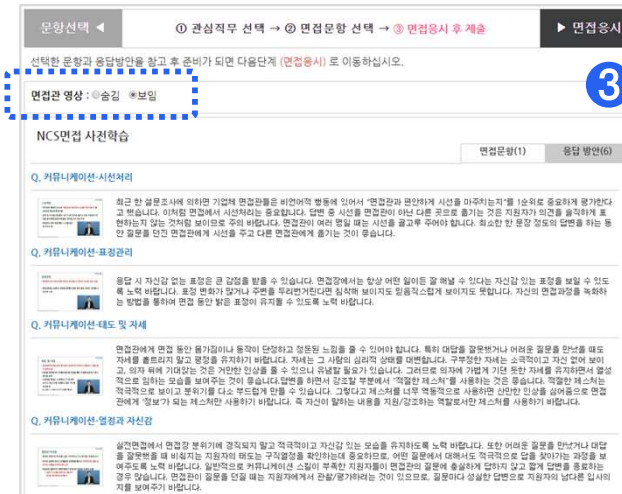 문항선택 ◀
① 관심직무 선택 → ② 면접문항 선택 → ③ 면접응시 후 제출
▶ 면접응시
선택한 문항과 응답방안을 참고 후 준비가 되면 다음단계 (면접응시) 로 이동하십시오.
면접관 영상 : 숨김 보임
3
NCS면접 사전학습
면접문항(1)
응답 방안(6)
Q. 커뮤니케이션-시선처리
최근 한 설문조사에 의하면 기업체 면접관들은 비언어적 행동에 있어서 "면접관과 편안하게 시선을 마주치는지"를 1순위로 중요하게 평가한다
고 했습니다. 이처럼 면접에서 시선처리는 중요합니다. 답변 중 시선을 면접관이 아닌 다른 곳으로 옮기는 것은 지원자가 의견을 솔직하게 표
현하지 않는 것처럼 보이므로 주의 바랍니다. 면접관이 여러 명일 때는 시선을 골고루 주어야 합니다. 최소한 한 문장 정도의 답변을 하는 동
안 질문을 던진 면접관에게 시선을 주고 다른 면접관에게 옮기는 것이 좋습니다.
Q. 커뮤니케이션-표정관리
응답 시 자신감 없는 표정은 큰 감점을 받을 수 있습니다. 면접장에서는 항상 어떤 일이든 잘 해낼 수 있다는 자신감 있는 표정을 보일 수 있도
록 노력 바랍니다. 표정 변화가 많거나 주변을 두리번거린다면 침착해 보이지도 믿음직스럽게 보이지도 못합니다. 자신의 면접과정을 녹화하
는 방법을 통하여 면접 동안 밝은 표정이 유지될 수 있도록 노력 바랍니다.
Q. 커뮤니케이션-태도 및 자세
면접관에게 면접 동안 몸가짐이나 동작이 단정하고 정돈된 느낌을 줄 수 있어야 합니다. 특히 대답을 잘못했거나 어려운 질문을 만났을 때도
자세를 흩트리지 말고 평정을 유지하기 바랍니다. 자세는 그 사람의 심리적 상태를 대변합니다. 구부정한 자세는 소극적이고 자신 없어 보이
고, 의자 뒤에 기대앉는 것은 거만한 인상을 줄 수 있으니 유념할 필요가 있습니다. 그러므로 의자에 가볍게 기댄 듯한 자세를 유지하면서 열성
적으로 임하는 모습을 보여주는 것이 좋습니다.답변을 하면서 강조할 부분에서 "적절한 제스처"를 사용하는 것은 좋습니다. 적절한 제스처는
적극적으로 보이고 분위기를 다소 부드럽게 만들 수 있습니다. 그렇다고 제스처를 너무 역동적으로 사용하면 산만한 인상을 심어줌으로 면접
관에게 '정보'가 되는 제스처만 사용하기 바랍니다. 즉 자신이 말하는 내용을 지원/강조하는 역할로서만 제스처를 사용하기 바랍니다.
Q. 커뮤니케이션-열정과 자신감
실전면접에서 면접장 분위기에 경직되지 말고 적극적이고 자신감 있는 모습을 유지하도록 노력 바랍니다. 또한 어려운 질문을 만났거나 대답
을 잘못했을 때 비춰지는 지원자의 태도는 구직열정을 확인하는데 중요하므로, 어떤 질문에서 대해서도 적극적으로 답을 찾아가는 과정을 보
여주도록 노력 바랍니다. 일반적으로 커뮤니케이션 스킬이 부족한 지원자들이 면접관의 질문에 충실하게 답하지 않고 짧게 답변을 종료하는
경우 많습니다. 면접관이 질문을 던질 때는 지원자에게서 관찰/평가하려는 것이 있으므로, 질문마다 성실한 답변으로 지원자의 남다른 입사의
지를 보여주기 바랍니다.